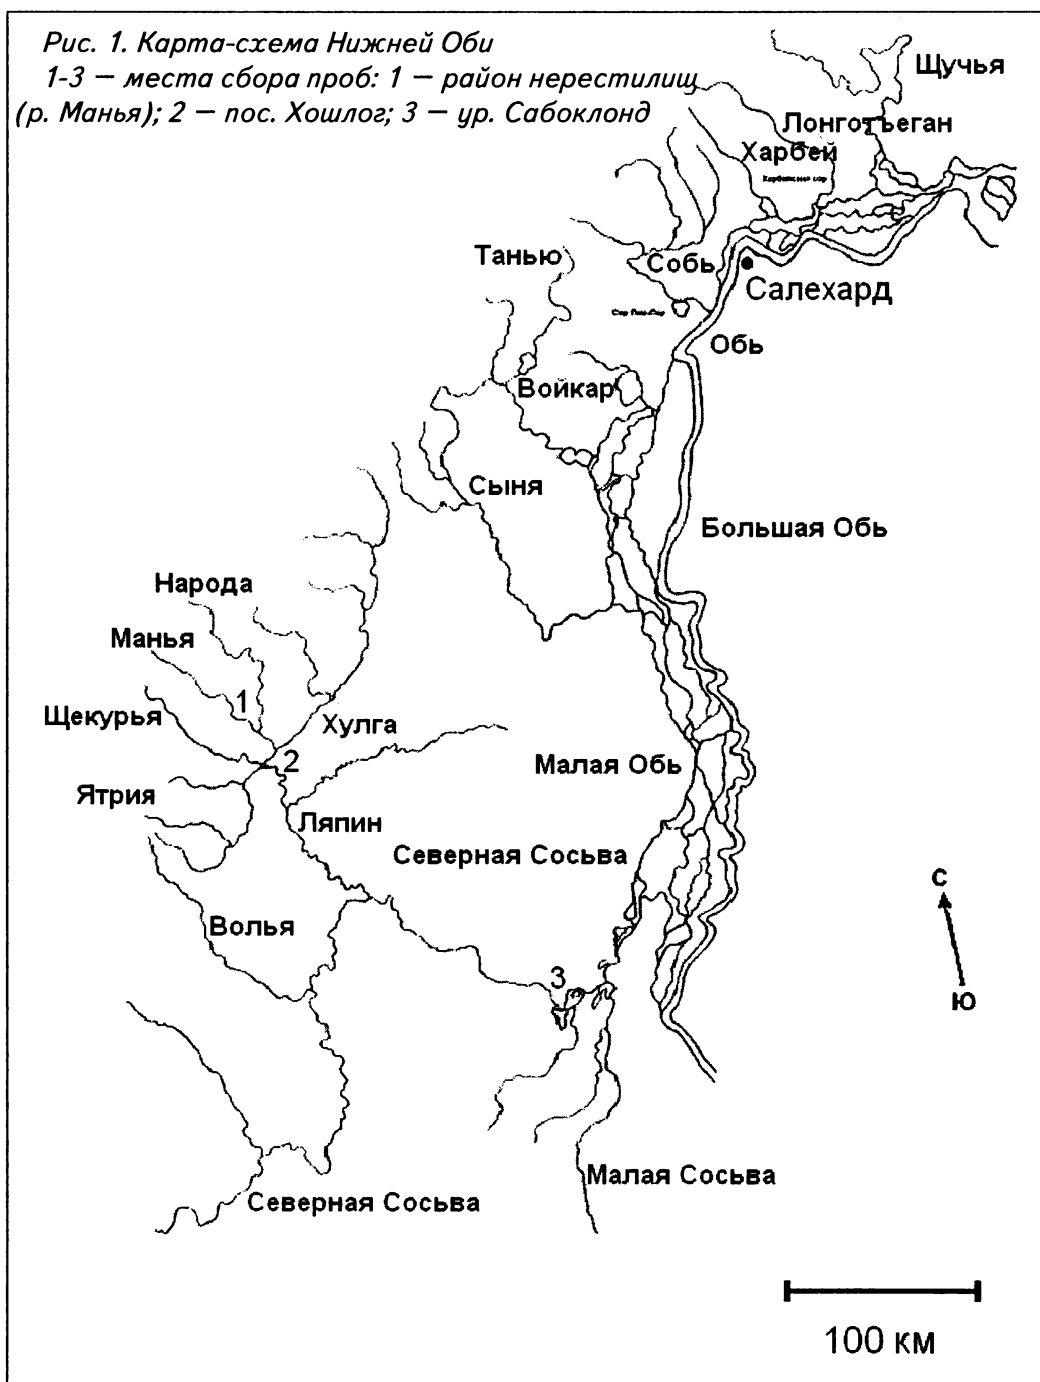 Рис. 1. Карта-схема Нижней Оби
1-3 — места сбора проб: 1 — район нерестилищ
(р. Манья); 2 — пос. Хошлог; 3 — ур. Сабоклонд
Щучья
Лонготъеган
Харбей
Танью
Собь
Салехард
Обь
Войкар
Сыня
Большая Обь
Народа
Манья
1
Щекурья
Хулга
2
Малая Обь
Ятрия
Ляпин
Северная Сосьва
С
Волья
3
Ю
Малая Сосьва
Северная Сосьва
100 км